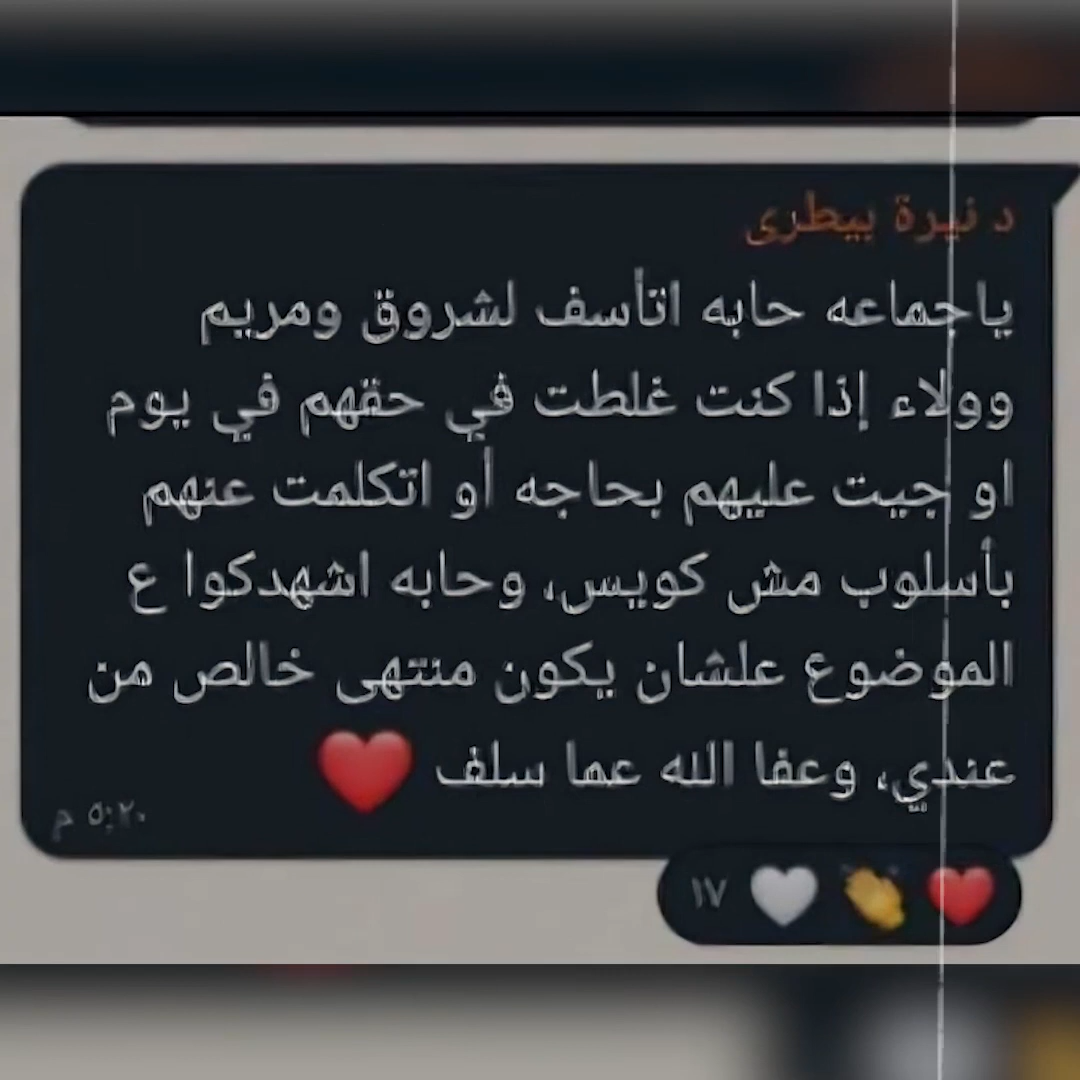 د نيرة بيطرى
ياجماعه حابه اتأسف لشروق ومريم
وولاء إذا كنت غلطت في حقهم في يوم
او جيت عليهم بحاجه أو اتكلمت عنهم
بأسلوب مش كويس، وحابه اشهدكوا ع
الموضوع علشان يكون منتهى خالص من
عندي، وعفا الله عما سلف ❤️
٥:٢٠ م
❤️ 👏 🤍 ١٧